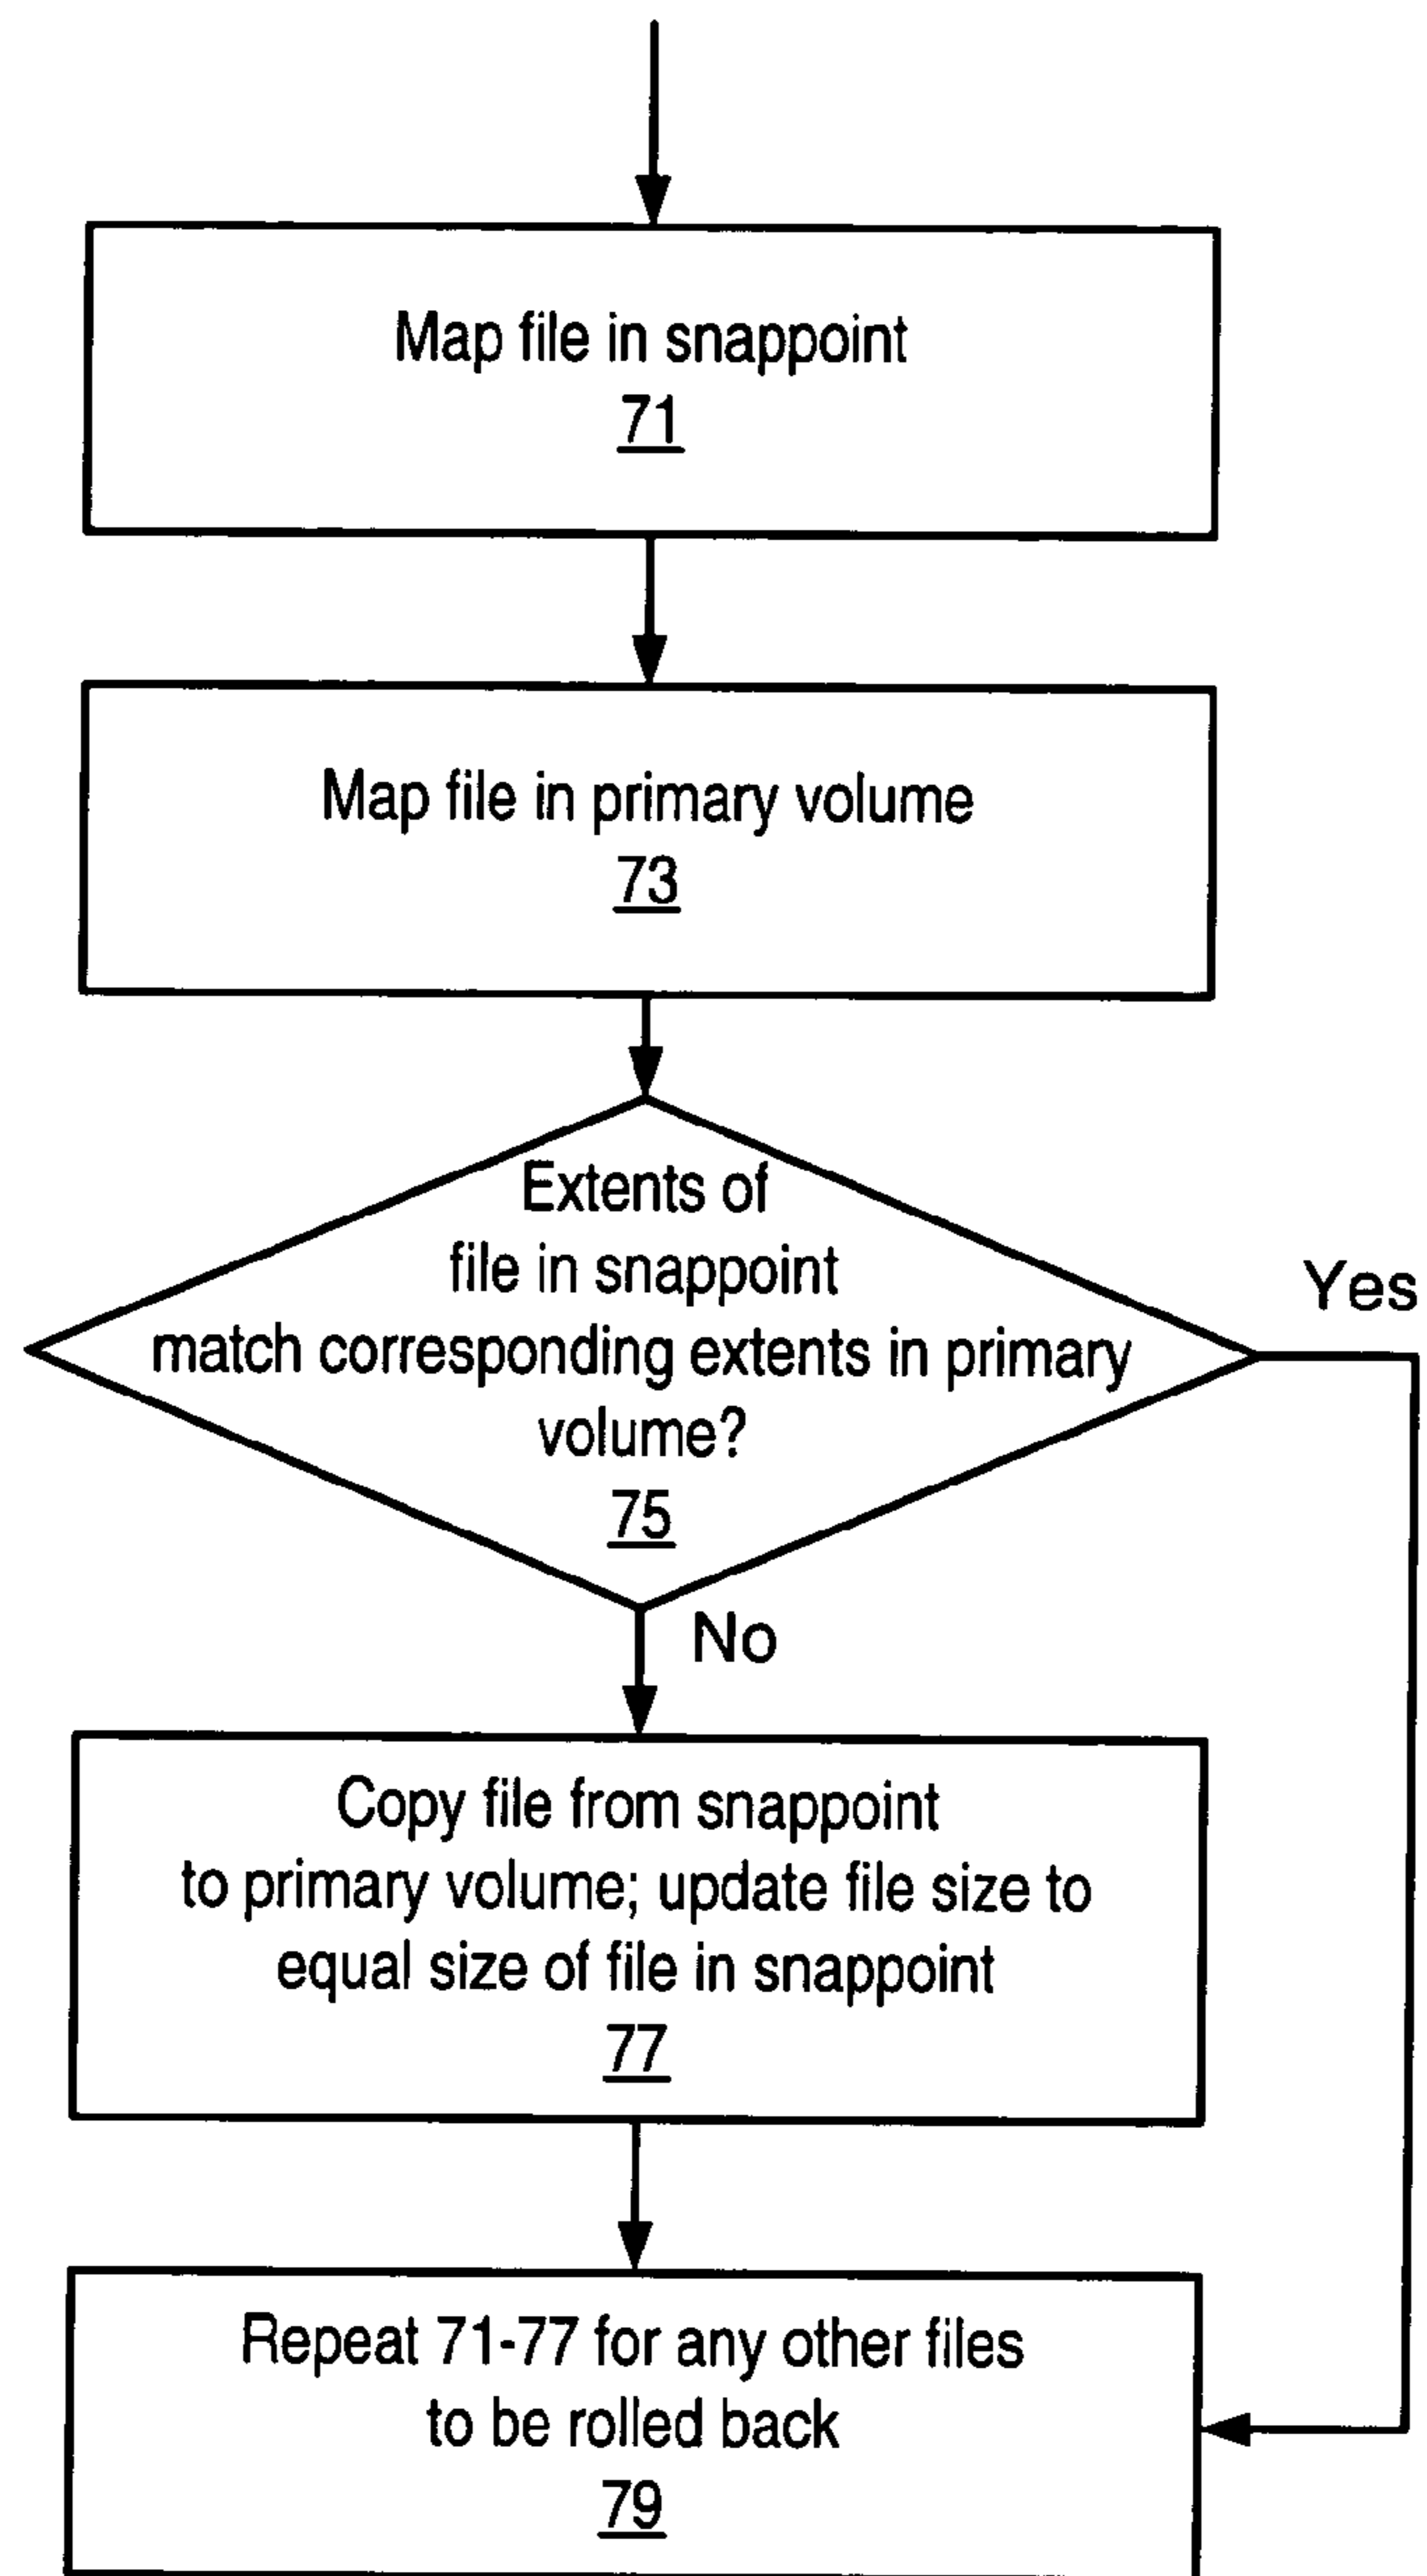 Map file in snappoint
71
Map file in primary volume
73
Extents of
file in snappoint
match corresponding extents in primary
volume?
75
Yes
No
Copy file from snappoint
to primary volume; update file size to
equal size of file in snappoint
77
Repeat 71-77 for any other files
to be rolled back
79